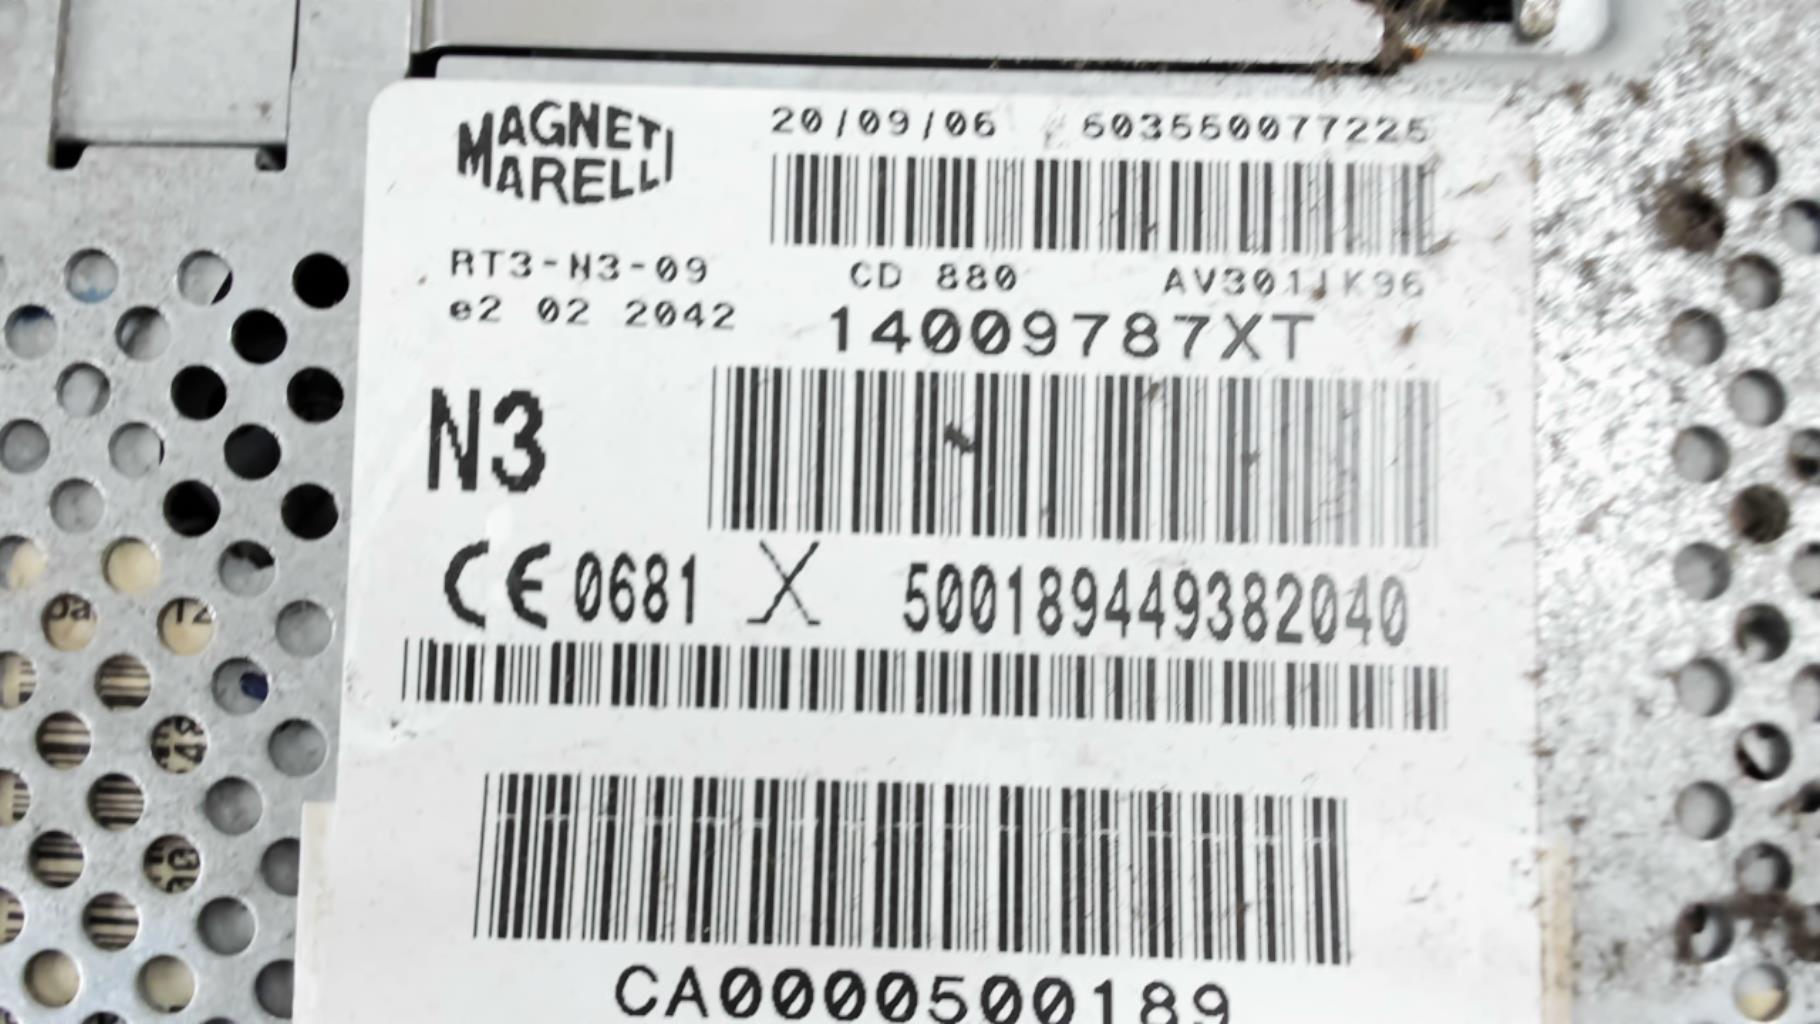 MAGNETI
MARELLI
20/09/06 603550077225
RT3-N3-09 CD 880 AV301JK96
e2 02 2042 14009787XT
N3
CE 0681 500189449382040
CA0000500189